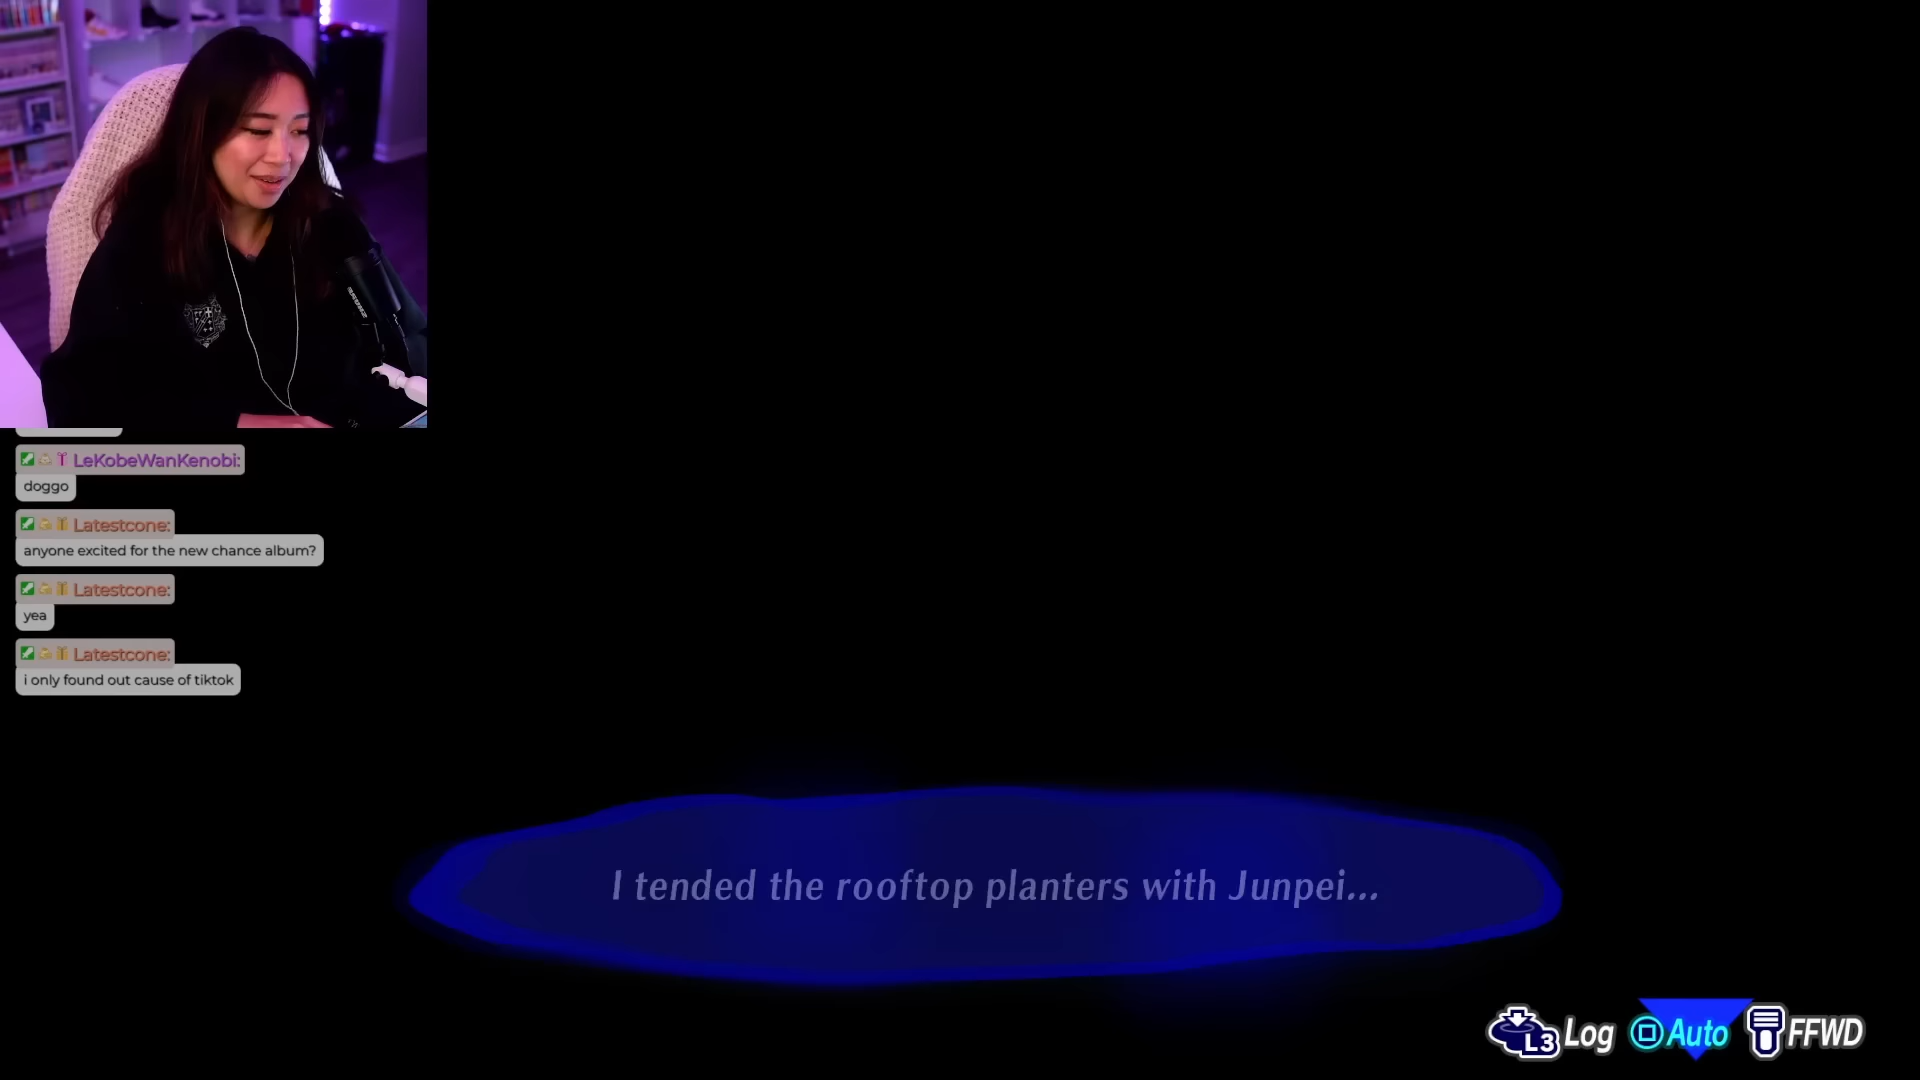 LeKobeWanKenobi:
doggo
Latestcone:
anyone excited for the new chance album?
Latestcone:
yea
Latestcone:
i only found out cause of tiktok
I tended the rooftop planters with Junpei...
L3 Log Auto FFWD